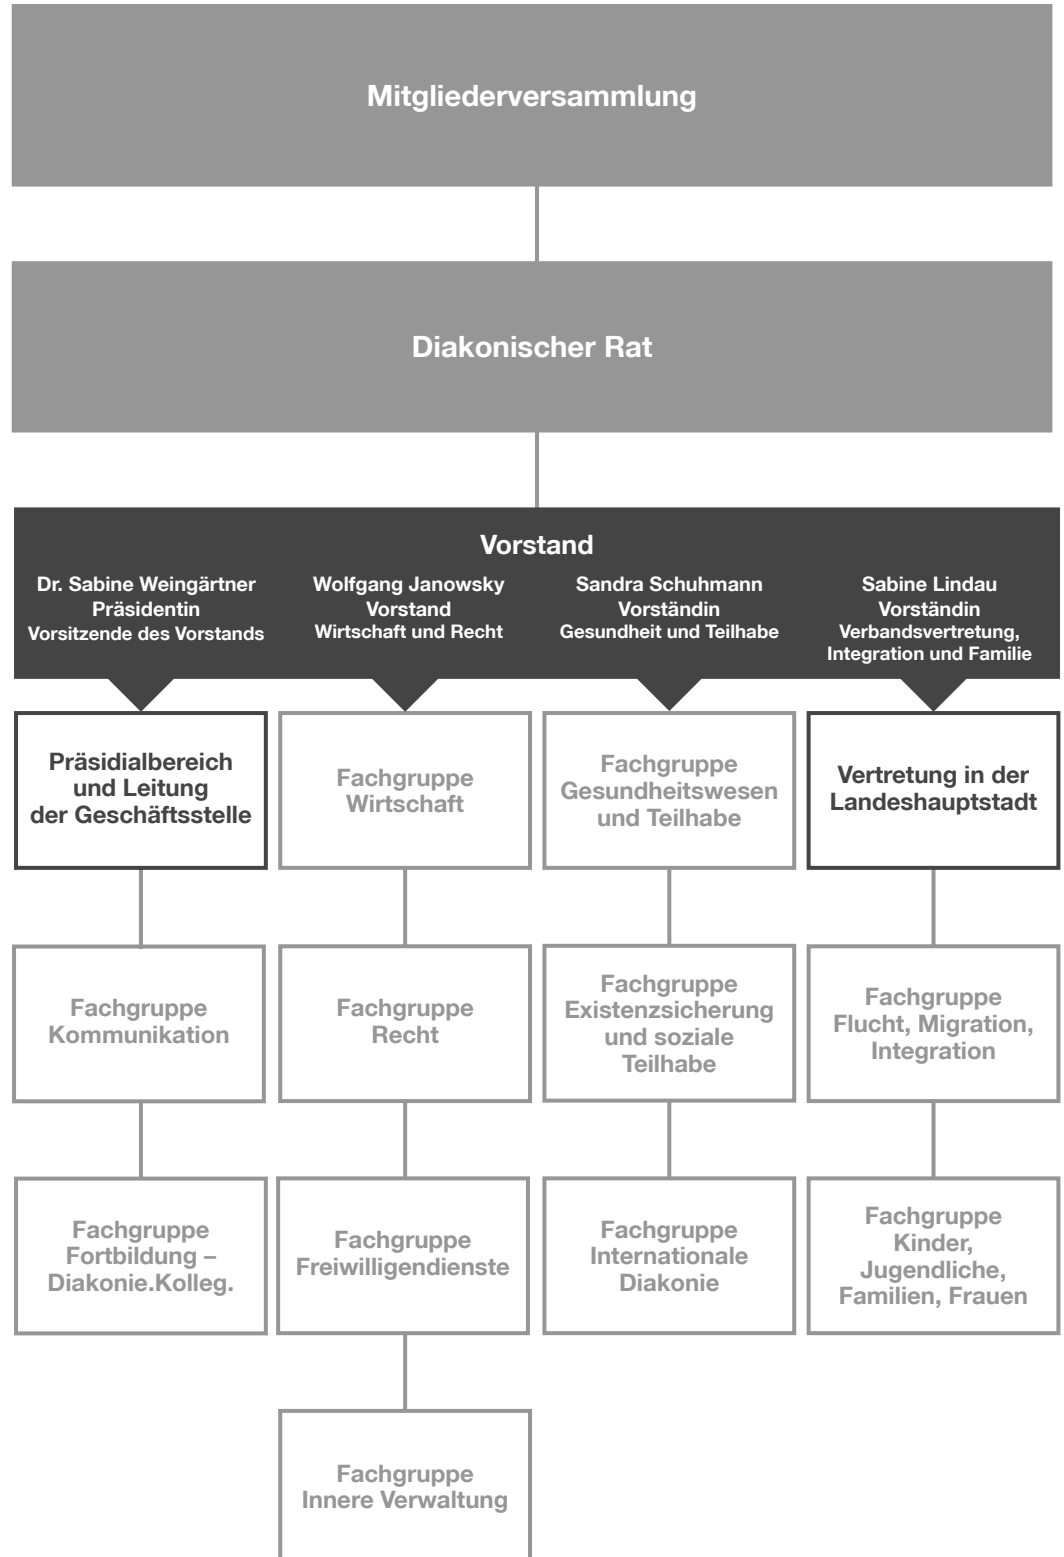 Mitgliederversammlung
Diakonischer Rat
Vorstand
Dr. Sabine Weingärtner
Präsidentin
Vorsitzende des Vorstands
Wolfgang Janowsky
Vorstand
Wirtschaft und Recht
Sandra Schuhmann
Vorständin
Gesundheit und Teilhabe
Sabine Lindau
Vorständin
Verbandsvertretung,
Integration und Familie
Präsidialbereich
und Leitung
der Geschäftsstelle
Fachgruppe
Wirtschaft
Fachgruppe
Gesundheitswesen
und Teilhabe
Vertretung in der
Landeshauptstadt
Fachgruppe
Kommunikation
Fachgruppe
Recht
Fachgruppe
Existenzsicherung
und soziale
Teilhabe
Fachgruppe
Flucht, Migration,
Integration
Fachgruppe
Fortbildung –
Diakonie.Kolleg.
Fachgruppe
Freiwilligendienste
Fachgruppe
Internationale
Diakonie
Fachgruppe
Kinder,
Jugendliche,
Familien, Frauen
Fachgruppe
Innere Verwaltung